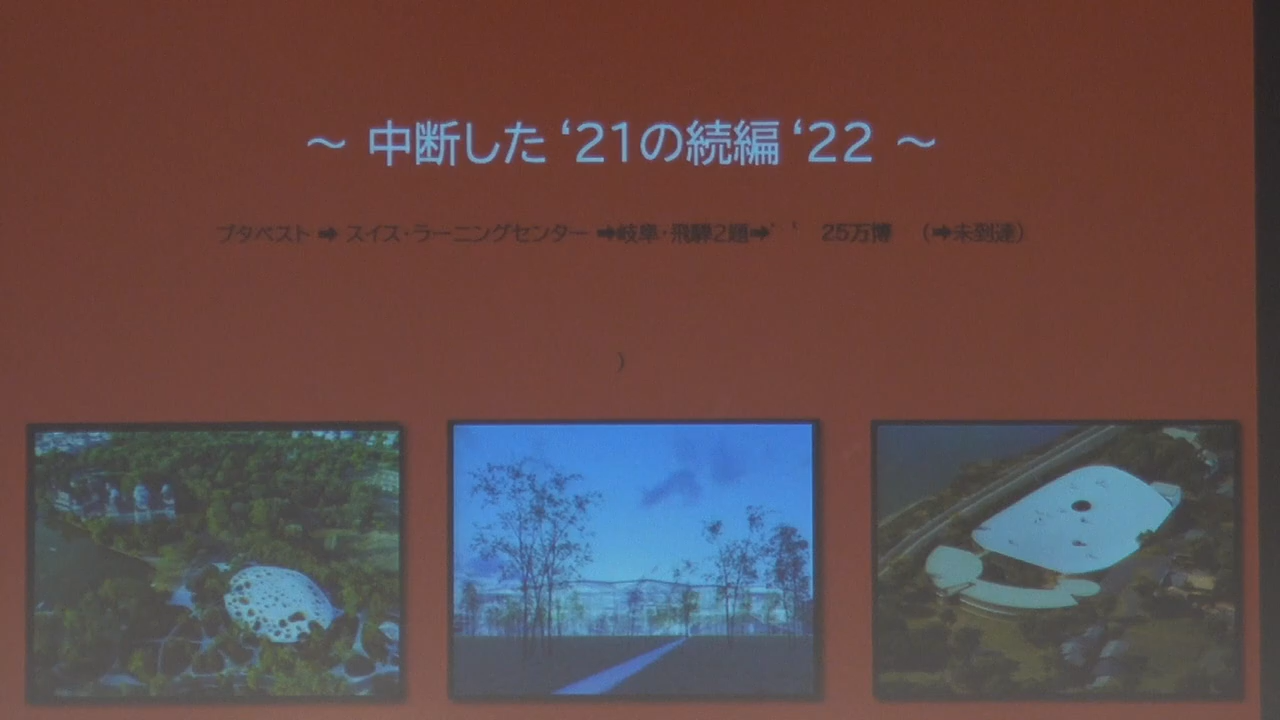 ～ 中断した ‘21の続編 ‘22 ～
ブタペスト ➡ スイス・ラーニングセンター ➡岐阜・飛騨2題➡’ ‘ 25万博 (➡未到達)
)